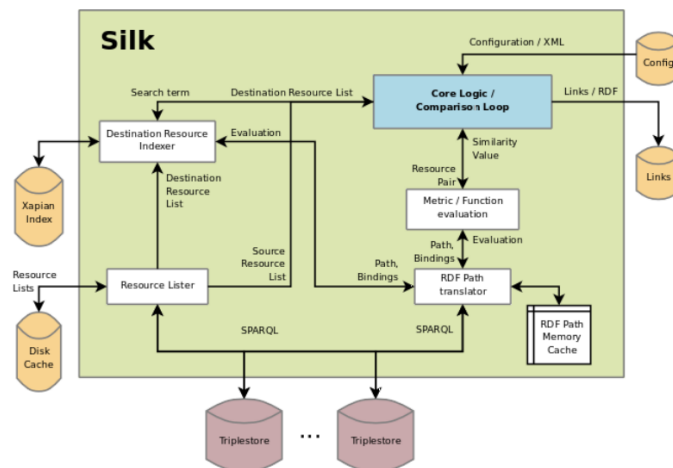 Silk
Configuration / XML
Config
Search term
Destination Resource List
Core Logic /
Comparison Loop
Links / RDF
Destination Resource
Indexer
Evaluation
Similarity
Value
Resource
Pair
Links
Xapian
Index
Destination
Resource
List
Metric / Function
evaluation
Source
Resource
List
Path,
Bindings
Evaluation
Path,
Bindings
Resource
Lists
Resource Lister
RDF Path
translator
Disk
Cache
SPARQL
SPARQL
RDF Path
Memory
Cache
Triplestore
...
Triplestore